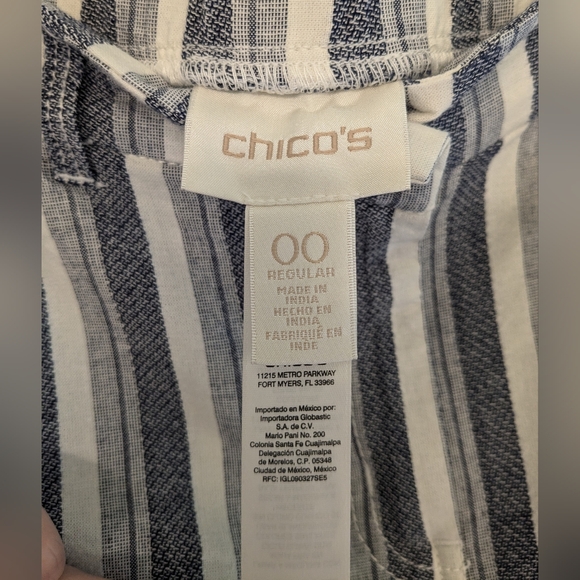 chico's
00
REGULAR
MADE IN
INDIA
HECHO EN
INDIA
FABRIQUÉ EN
INDE
11215 METRO PARKWAY
FORT MYERS, FL 33966
Importado en México por:
Importadora Globastic
S.A. de C.V.
Mario Pani No. 200
Colonia Santa Fe Cuajimalpa
Delegación Cuajimalpa
de Morelos, C.P. 05348
Ciudad de México, México
RFC: IGL090327SE5